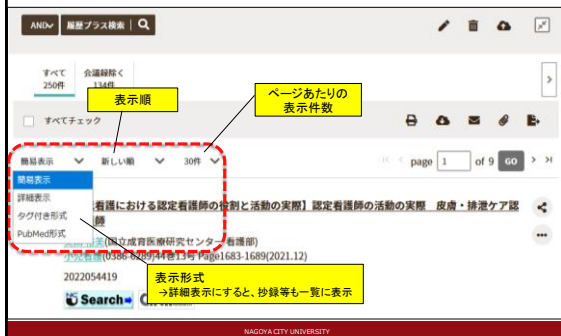 AND 履歴プラス検索
すべて 会議録除く
250件 134件
表示順
ページあたりの
表示件数
すべてチェック
簡易表示 新しい順 30件
page 1 of 9 GO
簡易表示
詳細表示
タグ付き形式
PubMed形式
看護における認定看護師の役割と活動の実際】認定看護師の活動の実際 皮膚・排泄ケア認
師
(国立成育医療研究センター 看護部)
小児看護(0386-6289)44巻13号 Page1683-1689(2021.12)
2022054419
表示形式
→詳細表示にすると、抄録等も一覧に表示
Search
NAGOYA CITY UNIVERSITY